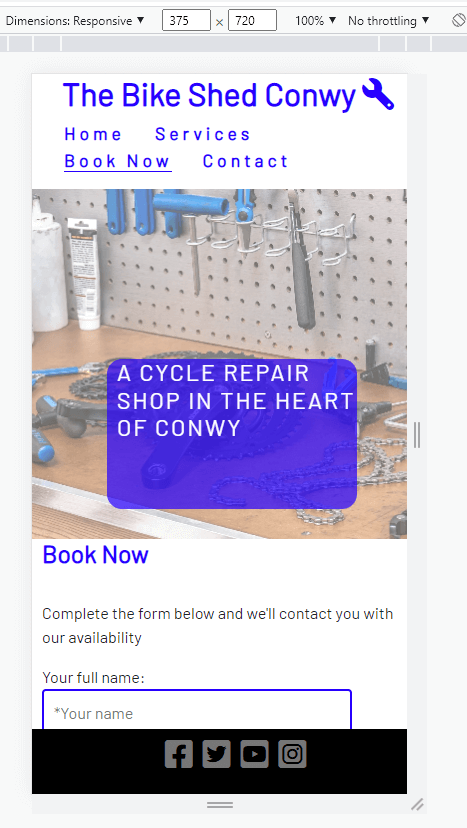 Dimensions: Responsive ▼ 375 × 720 100% ▼ No throttling ▼
The Bike Shed Conwy
Home Services
Book Now Contact
A CYCLE REPAIR
SHOP IN THE HEART
OF CONWY
Book Now
Complete the form below and we'll contact you with
our availability
Your full name:
*Your name